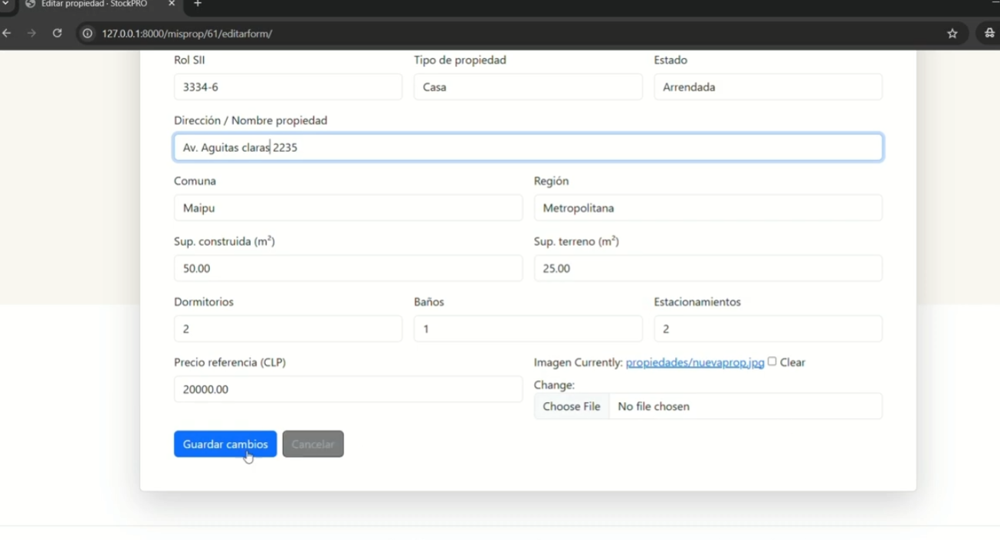 Editar propiedad - StockPRO
127.0.0.1:8000/misprop/61/editarform/
Rol SII Tipo de propiedad Estado
3334-6 Casa Arrendada
Dirección / Nombre propiedad
Av. Aguitas claras 2235
Comuna Región
Maipu Metropolitana
Sup. construida (m²) Sup. terreno (m²)
50.00 25.00
Dormitorios Baños Estacionamientos
2 1 2
Precio referencia (CLP) Imagen Currently: propiedades/nuevaprop.jpg Clear
Change:
20000.00
Choose File No file chosen
Guardar cambios Cancelar